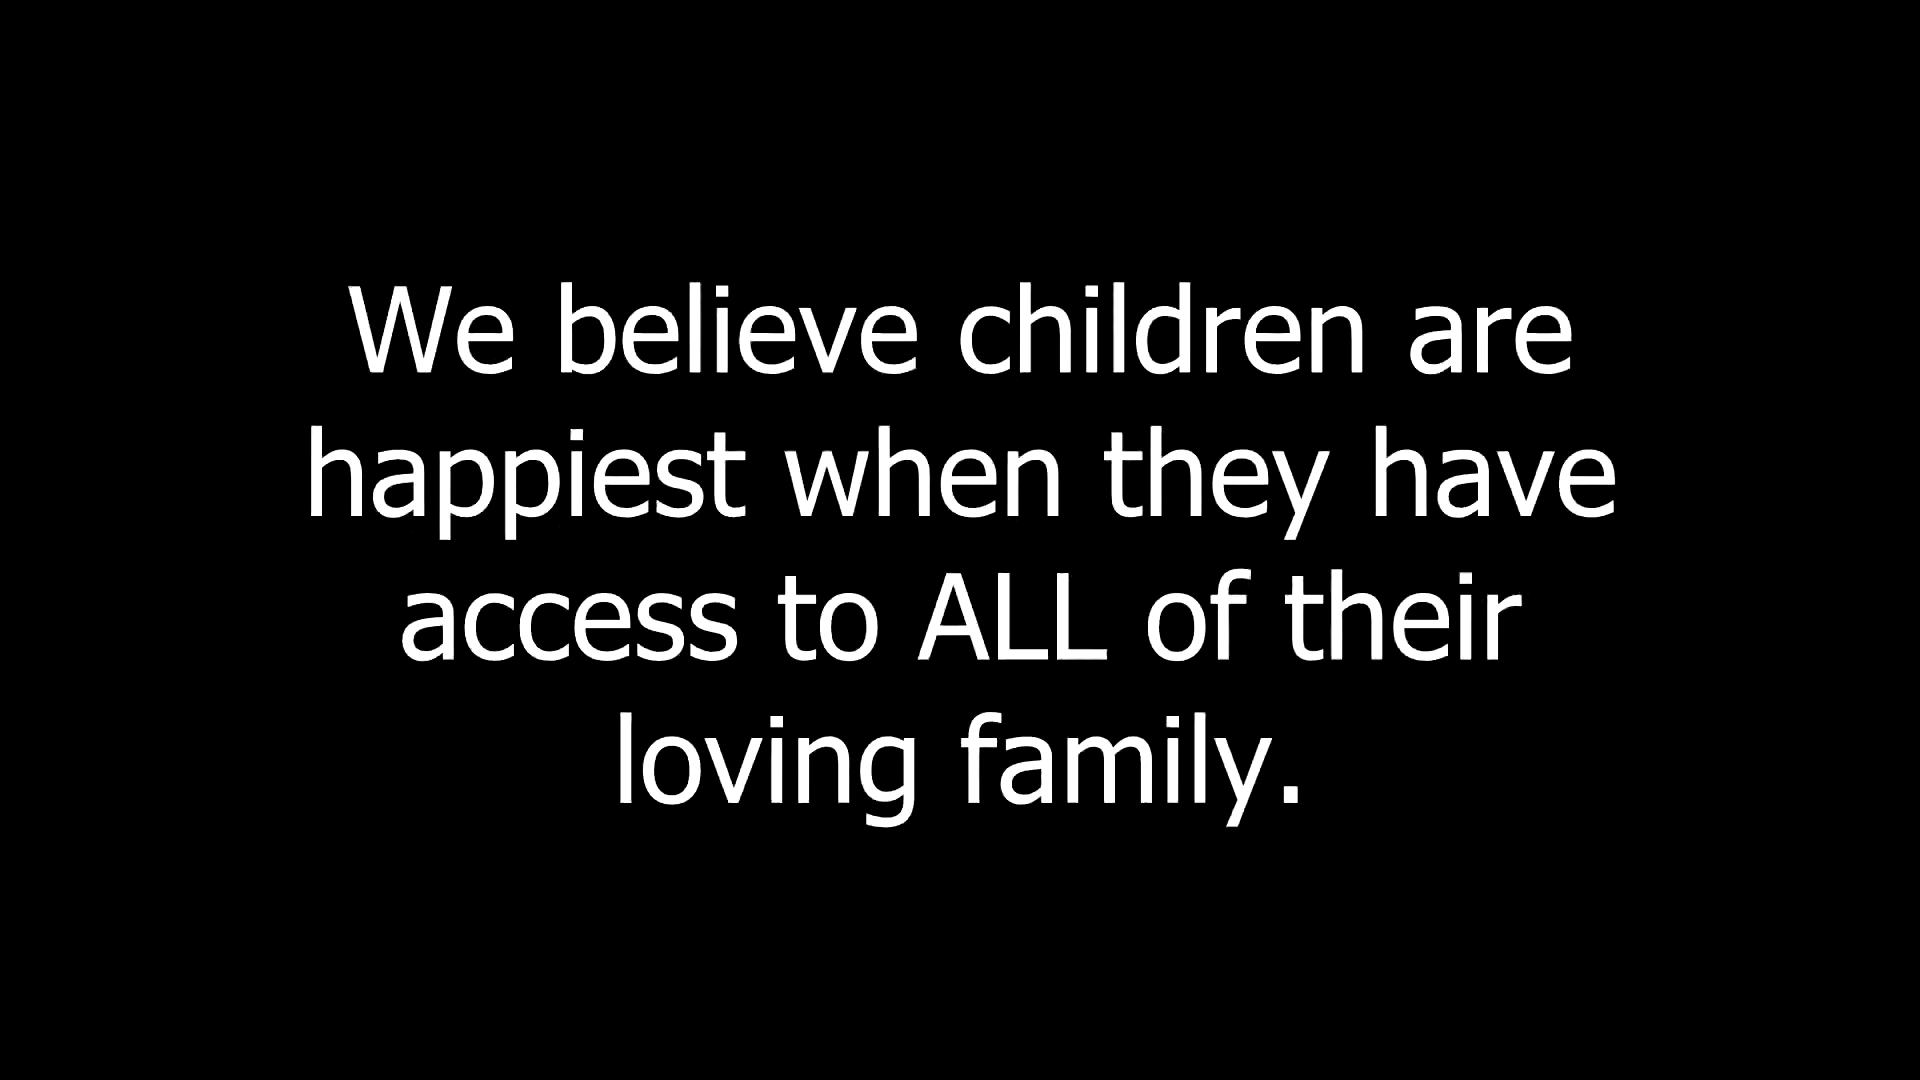 We believe children are
happiest when they have
access to ALL of their
loving family.